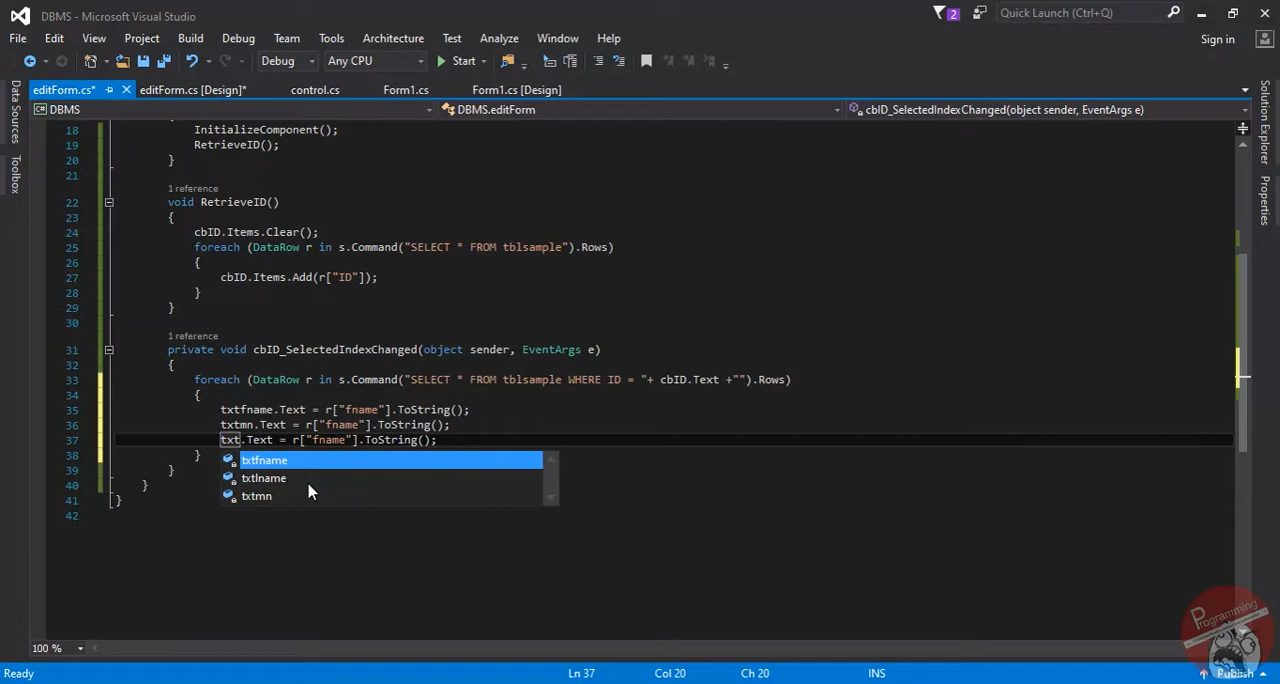 DBMS - Microsoft Visual Studio
2
Quick Launch (Ctrl+Q)
File Edit View Project Build Debug Team Tools Architecture Test Analyze Window Help
Sign in
Debug Any CPU Start
editForm.cs* editForm.cs [Design]* control.cs Form1.cs Form1.cs [Design]
Data Sources
Toolbox
Solution Explorer
Properties
DBMS DBMS.editForm cbID_SelectedIndexChanged(object sender, EventArgs e)
18 InitializeComponent();
19 RetrieveID();
20 }
21
1 reference
22 void RetrieveID()
23 {
24 cbID.Items.Clear();
25 foreach (DataRow r in s.Command("SELECT * FROM tblsample").Rows)
26 {
27 cbID.Items.Add(r["ID"]);
28 }
29 }
30
1 reference
31 private void cbID_SelectedIndexChanged(object sender, EventArgs e)
32 {
33 foreach (DataRow r in s.Command("SELECT * FROM tblsample WHERE ID = "+ cbID.Text +"").Rows)
34 {
35 txtfname.Text = r["fname"].ToString();
36 txtmn.Text = r["fname"].ToString();
37 txt.Text = r["fname"].ToString();
38 }
txtfname
39 }
txtlname
40 }
txtmn
41 }
42
Programming
100 %
Ready Ln 37 Col 20 Ch 20 INS Publish